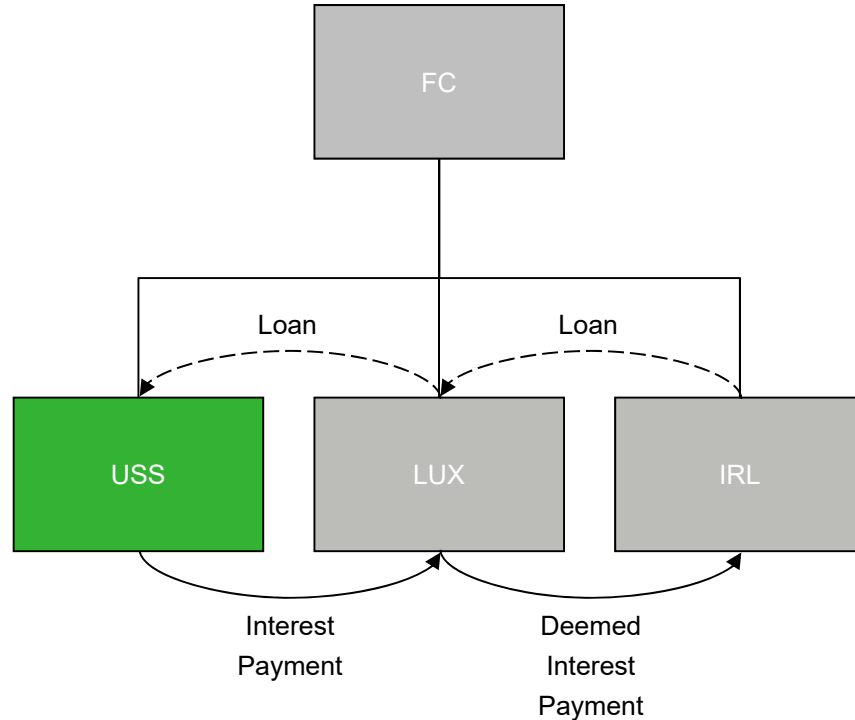 FC
Loan
Loan
USS
LUX
IRL
Interest
Payment
Deemed
Interest
Payment